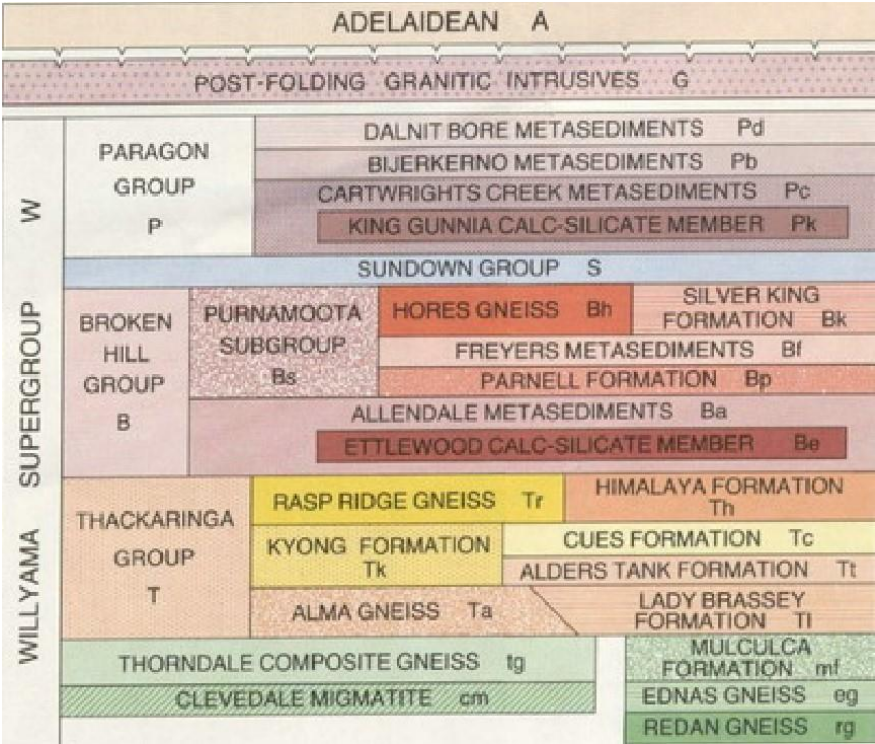 ADELAIDEAN A
POST-FOLDING GRANITIC INTRUSIVES G
WILLYAMA SUPERGROUP W
PARAGON
GROUP
P
DALNIT BORE METASEDIMENTS Pd
BIJERKERNO METASEDIMENTS Pb
CARTWRIGHTS CREEK METASEDIMENTS Pc
KING GUNNIA CALC-SILICATE MEMBER Pk
SUNDOWN GROUP S
BROKEN
HILL
GROUP
B
PURNAMOOTA
SUBGROUP
Bs
HORES GNEISS Bh
SILVER KING
FORMATION Bk
FREYERS METASEDIMENTS Bf
PARNELL FORMATION Bp
ALLENDALE METASEDIMENTS Ba
ETTLEWOOD CALC-SILICATE MEMBER Be
THACKARINGA
GROUP
T
RASP RIDGE GNEISS Tr
HIMALAYA FORMATION
Th
KYONG FORMATION
Tk
CUES FORMATION Tc
ALDERS TANK FORMATION Tt
ALMA GNEISS Ta
LADY BRASSEY
FORMATION Tl
THORNDALE COMPOSITE GNEISS tg
CLEVEDALE MIGMATITE cm
MULCULCA
FORMATION mf
EDNAS GNEISS eg
REDAN GNEISS rg